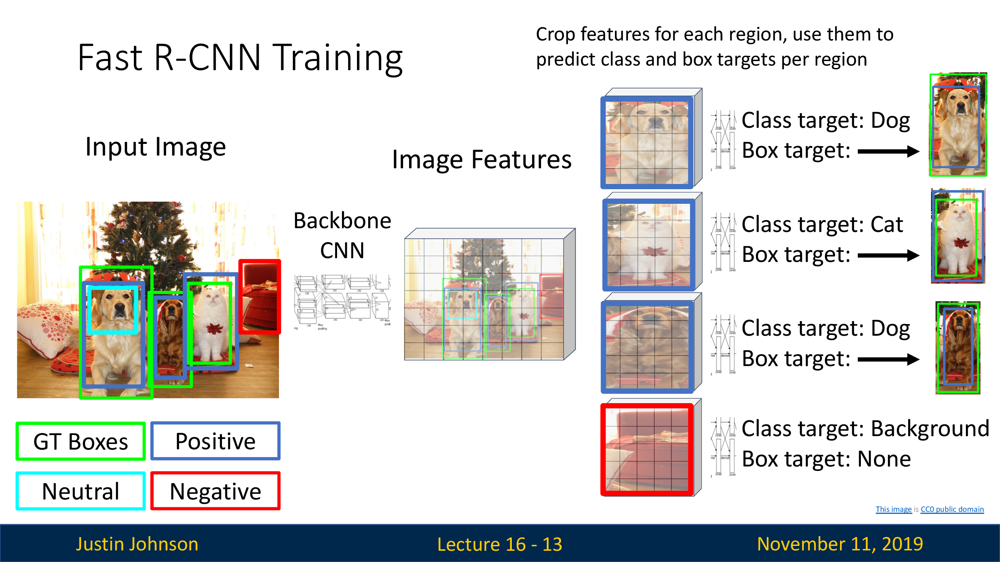 Fast R-CNN Training
Crop features for each region, use them to
predict class and box targets per region
Input Image
Backbone
CNN
Image Features
Class target: Dog
Box target:
Class target: Cat
Box target:
Class target: Dog
Box target:
Class target: Background
Box target: None
GT Boxes
Positive
Neutral
Negative
This image is CC0 public domain
Justin Johnson
Lecture 16 - 13
November 11, 2019